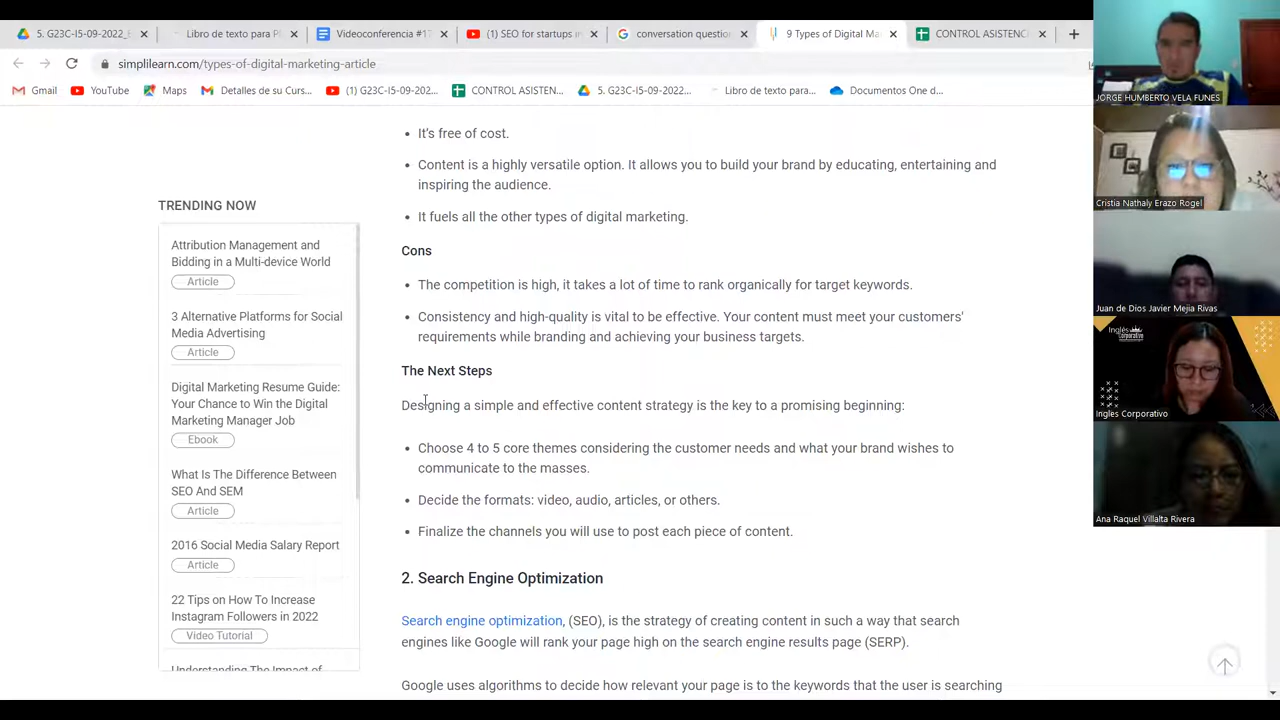 5. G23C-I5-09-2022_E
Libro de texto para Pl
Videoconferencia #17
(1) SEO for startups in
conversation question
9 Types of Digital Ma
CONTROL ASISTENC
simplilearn.com/types-of-digital-marketing-article
Gmail
YouTube
Maps
Detalles de su Curs...
(1) G23C-I5-09-202...
CONTROL ASISTEN...
5. G23C-I5-09-2022...
Libro de texto para...
Documentos One d...
It's free of cost.
Content is a highly versatile option. It allows you to build your brand by educating, entertaining and
inspiring the audience.
It fuels all the other types of digital marketing.
Cons
The competition is high, it takes a lot of time to rank organically for target keywords.
Consistency and high-quality is vital to be effective. Your content must meet your customers'
requirements while branding and achieving your business targets.
The Next Steps
Designing a simple and effective content strategy is the key to a promising beginning:
Choose 4 to 5 core themes considering the customer needs and what your brand wishes to
communicate to the masses.
Decide the formats: video, audio, articles, or others.
Finalize the channels you will use to post each piece of content.
2. Search Engine Optimization
Search engine optimization, (SEO), is the strategy of creating content in such a way that search
engines like Google will rank your page high on the search engine results page (SERP).
Google uses algorithms to decide how relevant your page is to the keywords that the user is searching
TRENDING NOW
Attribution Management and
Bidding in a Multi-device World
Article
3 Alternative Platforms for Social
Media Advertising
Article
Digital Marketing Resume Guide:
Your Chance to Win the Digital
Marketing Manager Job
Ebook
What Is The Difference Between
SEO And SEM
Article
2016 Social Media Salary Report
Article
22 Tips on How To Increase
Instagram Followers in 2022
Video Tutorial
Understanding The Impact of
JORGE HUMBERTO VELA FUNES
Cristia Nathaly Erazo Rogel
Juan de Dios Javier Mejia Rivas
Inglés
Corporativo
Ingles Corporativo
Ana Raquel Villalta Rivera